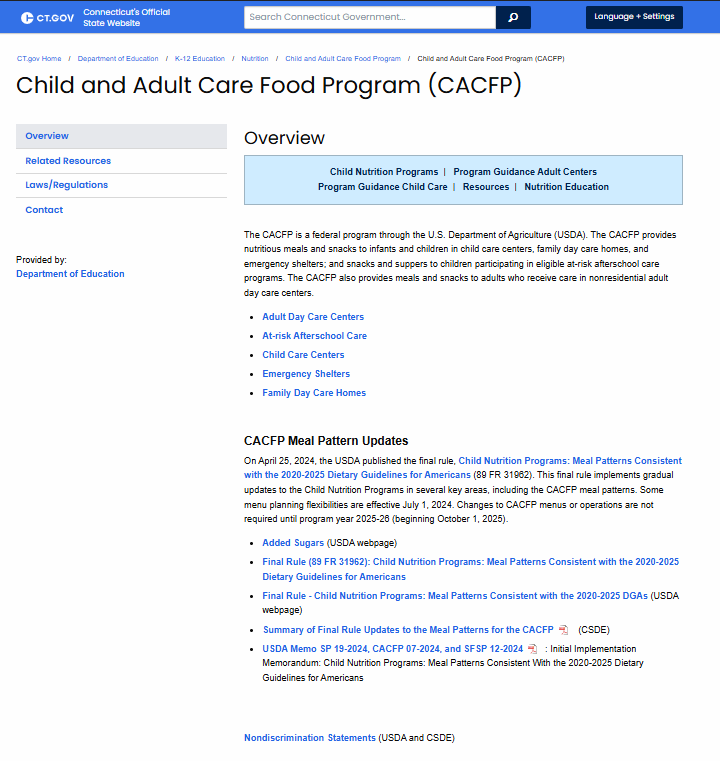 CT.GOV
Connecticut's Official
State Website
Search Connecticut Government...
Language + Settings
CT.gov Home / Department of Education / K-12 Education / Nutrition / Child and Adult Care Food Program / Child and Adult Care Food Program (CACFP)
Child and Adult Care Food Program (CACFP)
Overview
Related Resources
Laws/Regulations
Contact
Provided by:
Department of Education
Overview
Child Nutrition Programs | Program Guidance Adult Centers
Program Guidance Child Care | Resources | Nutrition Education
The CACFP is a federal program through the U.S. Department of Agriculture (USDA). The CACFP provides
nutritious meals and snacks to infants and children in child care centers, family day care homes, and
emergency shelters; and snacks and suppers to children participating in eligible at-risk afterschool care
programs. The CACFP also provides meals and snacks to adults who receive care in nonresidential adult
day care centers.
• Adult Day Care Centers
• At-risk Afterschool Care
• Child Care Centers
• Emergency Shelters
• Family Day Care Homes
CACFP Meal Pattern Updates
On April 25, 2024, the USDA published the final rule, Child Nutrition Programs: Meal Patterns Consistent
with the 2020-2025 Dietary Guidelines for Americans (89 FR 31962). This final rule implements gradual
updates to the Child Nutrition Programs in several key areas, including the CACFP meal patterns. Some
menu planning flexibilities are effective July 1, 2024. Changes to CACFP menus or operations are not
required until program year 2025-26 (beginning October 1, 2025).
• Added Sugars (USDA webpage)
• Final Rule (89 FR 31962): Child Nutrition Programs: Meal Patterns Consistent with the 2020-2025
Dietary Guidelines for Americans
• Final Rule - Child Nutrition Programs: Meal Patterns Consistent with the 2020-2025 DGAs (USDA
webpage)
• Summary of Final Rule Updates to the Meal Patterns for the CACFP (CSDE)
• USDA Memo SP 19-2024, CACFP 07-2024, and SFSP 12-2024 : Initial Implementation
Memorandum: Child Nutrition Programs: Meal Patterns Consistent With the 2020-2025 Dietary
Guidelines for Americans
Nondiscrimination Statements (USDA and CSDE)